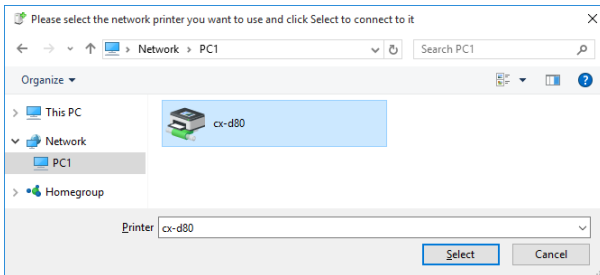 Please select the network printer you want to use and click Select to connect to it
Network > PC1
Search PC1
Organize
This PC
Network
PC1
Homegroup
cx-d80
Printer cx-d80
Select Cancel